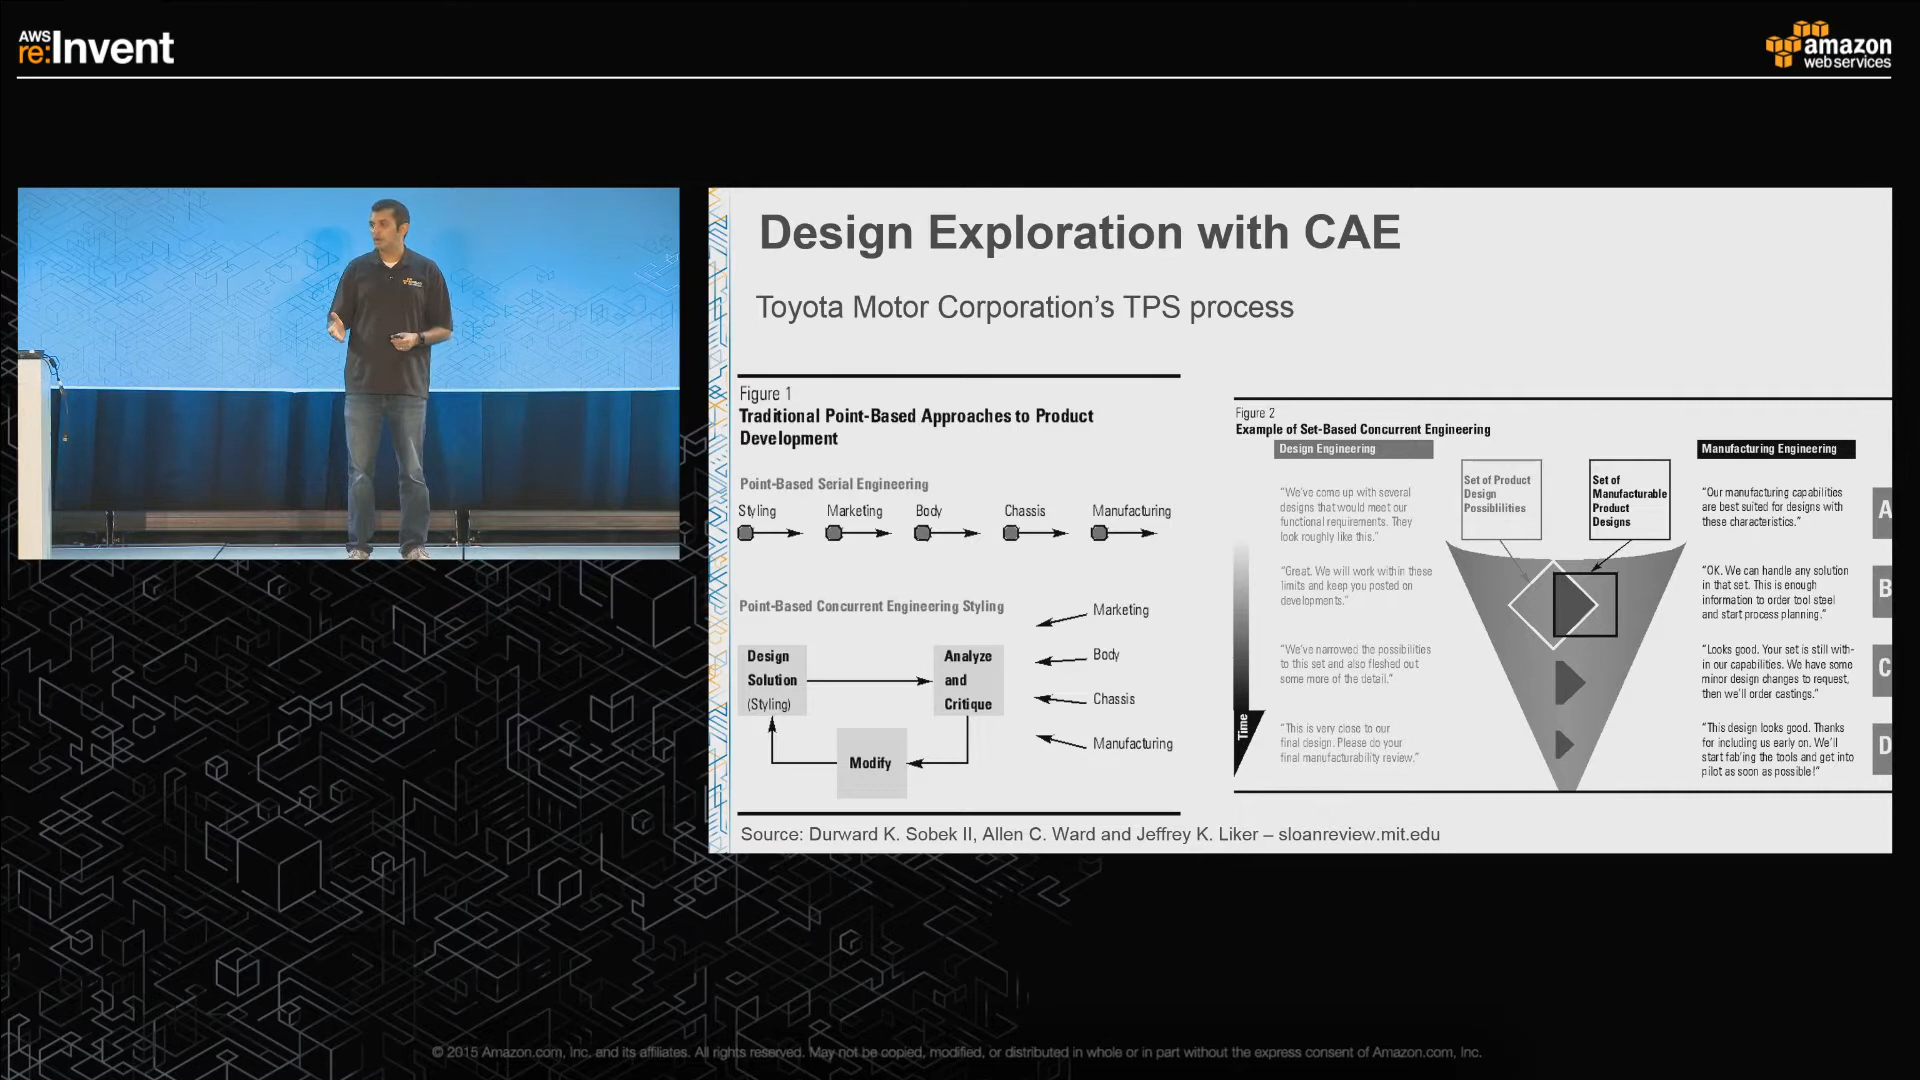 AWS
re:Invent
amazon
web services
Design Exploration with CAE
Toyota Motor Corporation’s TPS process
Figure 1
Traditional Point-Based Approaches to Product
Development
Point-Based Serial Engineering
Styling
Marketing
Body
Chassis
Manufacturing
Point-Based Concurrent Engineering Styling
Design
Solution
(Styling)
Analyze
and
Critique
Modify
Marketing
Body
Chassis
Manufacturing
Figure 2
Example of Set-Based Concurrent Engineering
Design Engineering
“We’ve come up with several
designs that would meet our
functional requirements. They
look roughly like this.”
“Great. We will work within these
limits and keep you posted on
developments.”
“We’ve narrowed the possibilities
to this set and also fleshed out
some more of the detail.”
“This is very close to our
final design. Please do your
final manufacturability review.”
Time
Set of Product
Design
Possiblilities
Set of
Manufacturable
Product
Designs
Manufacturing Engineering
“Our manufacturing capabilities
are best suited for designs with
these characteristics.”
“OK. We can handle any solution
in that set. This is enough
information to order tool steel
and start process planning.”
“Looks good. Your set is still with-
in our capabilities. We have some
minor design changes to request,
then we’ll order castings.”
“This design looks good. Thanks
for including us early on. We’ll
start fab’ing the tools and get into
pilot as soon as possible!”
A
B
C
D
Source: Durward K. Sobek II, Allen C. Ward and Jeffrey K. Liker – sloanreview.mit.edu
© 2015 Amazon.com, Inc. and its affiliates. All rights reserved. May not be copied, modified, or distributed in whole or in part without the express consent of Amazon.com, Inc.